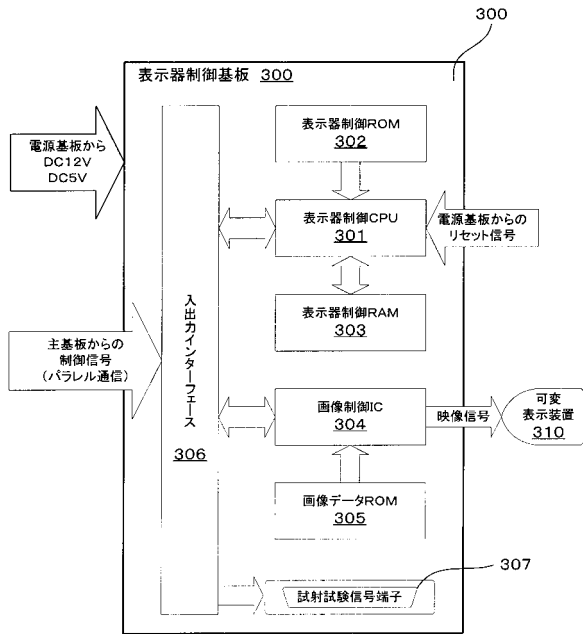 300
表示器制御基板 300
電源基板から
DC12V
DC5V
表示器制御ROM
302
表示器制御CPU
301
電源基板からの
リセット信号
表示器制御RAM
303
主基板からの
制御信号
(パラレル通信)
入出力インターフェース
306
画像制御IC
304
映像信号
可変
表示装置
310
画像データROM
305
307
試射試験信号端子